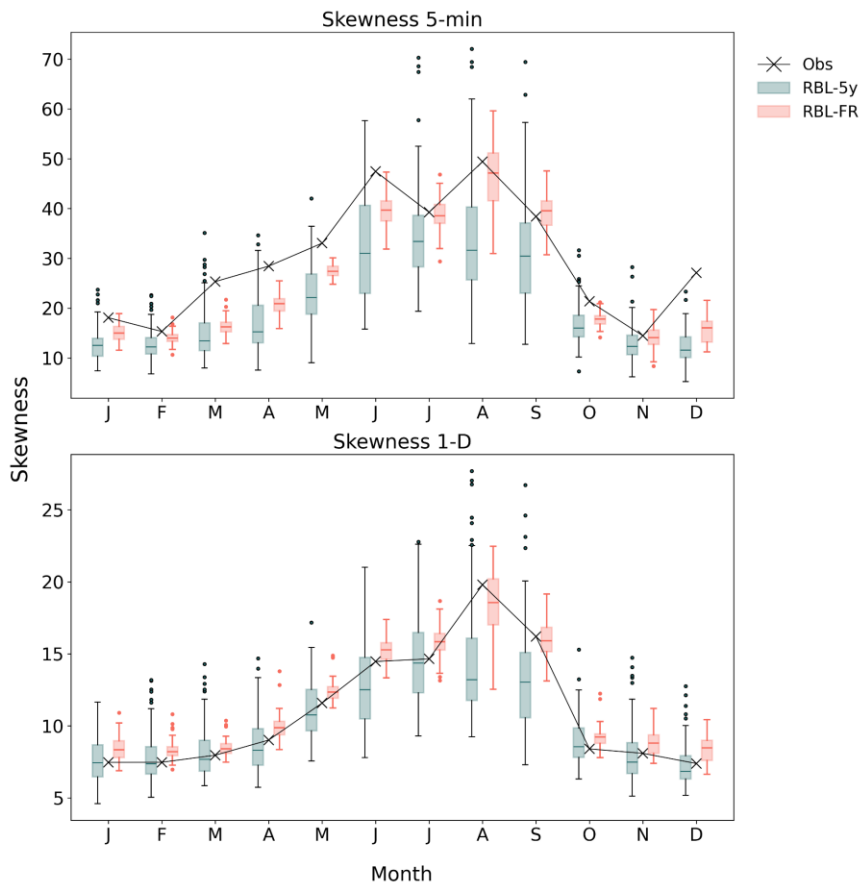 Skewness 5-min
70
60
50
40
30
20
10
J F M A M J J A S O N D
Obs
RBL-5y
RBL-FR
Skewness
Skewness 1-D
25
20
15
10
5
J F M A M J J A S O N D
Month